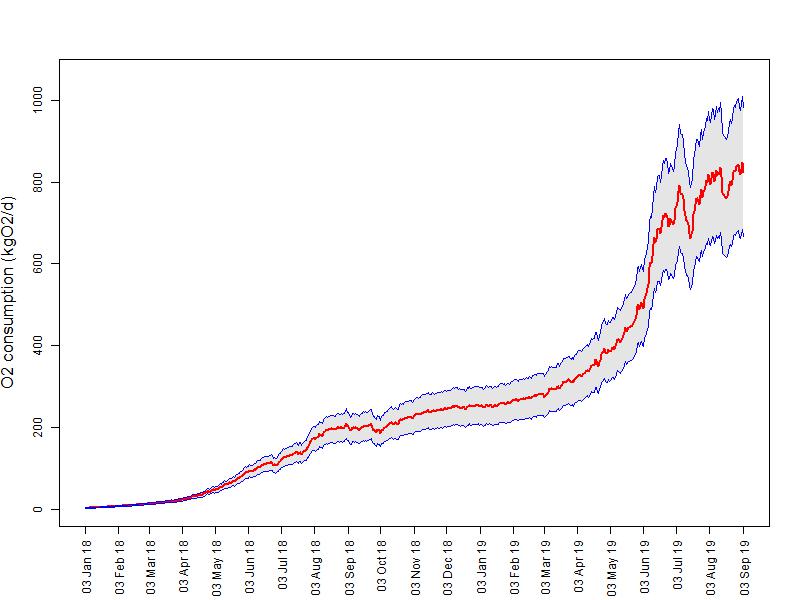 O2 consumption (kgO2/d)
1000
800
600
400
200
0
03 Jan 18
03 Feb 18
03 Mar 18
03 Apr 18
03 May 18
03 Jun 18
03 Jul 18
03 Aug 18
03 Sep 18
03 Oct 18
03 Nov 18
03 Dec 18
03 Jan 19
03 Feb 19
03 Mar 19
03 Apr 19
03 May 19
03 Jun 19
03 Jul 19
03 Aug 19
03 Sep 19